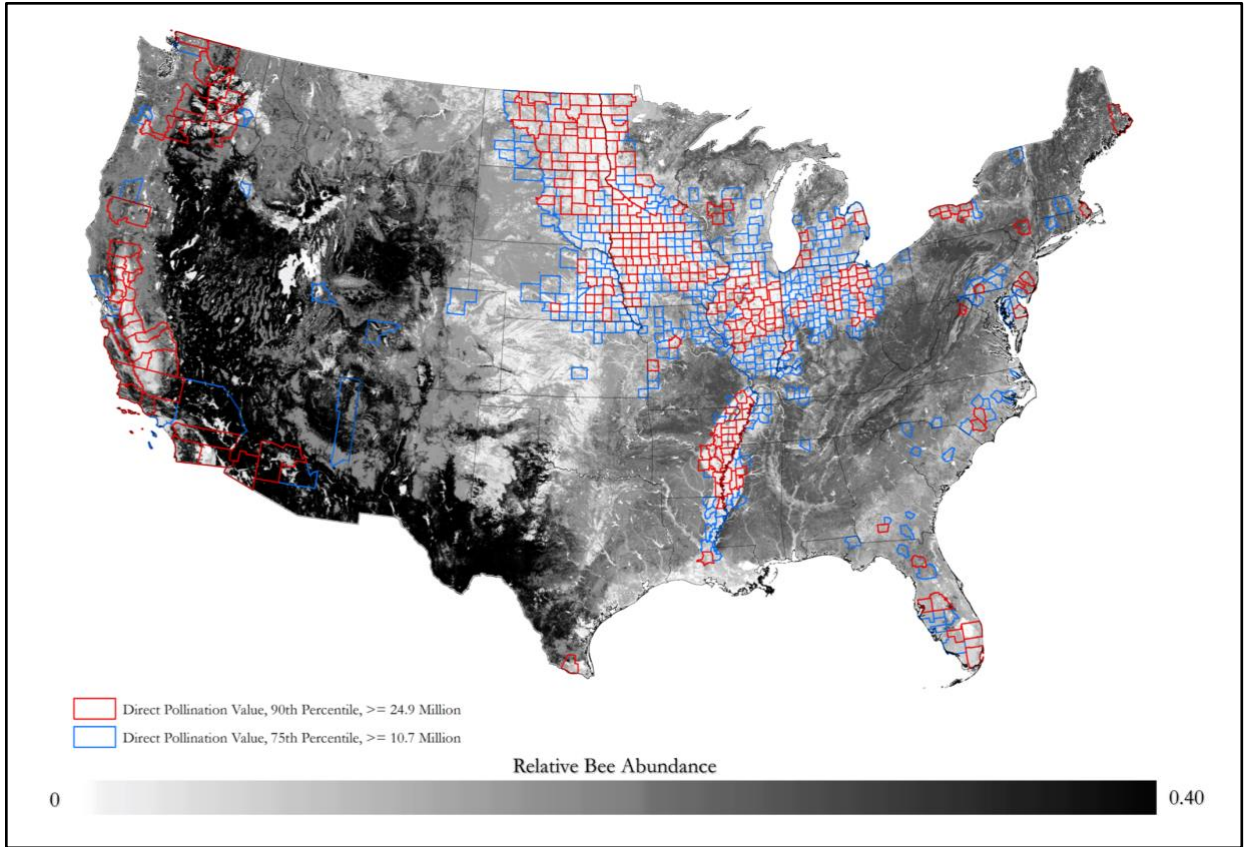 Direct Pollination Value, 90th Percentile, >= 24.9 Million
Direct Pollination Value, 75th Percentile, >= 10.7 Million
Relative Bee Abundance
0
0.40